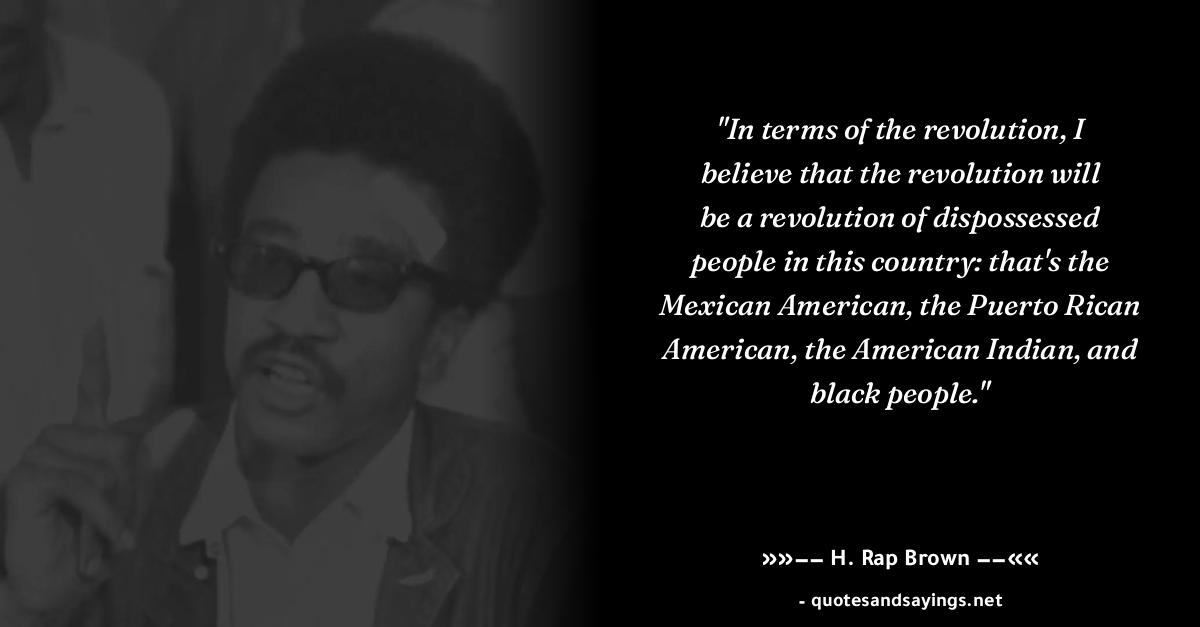 "In terms of the revolution, I
believe that the revolution will
be a revolution of dispossessed
people in this country: that's the
Mexican American, the Puerto Rican
American, the American Indian, and
black people."
»»−− H. Rap Brown −−««
- quotesandsayings.net